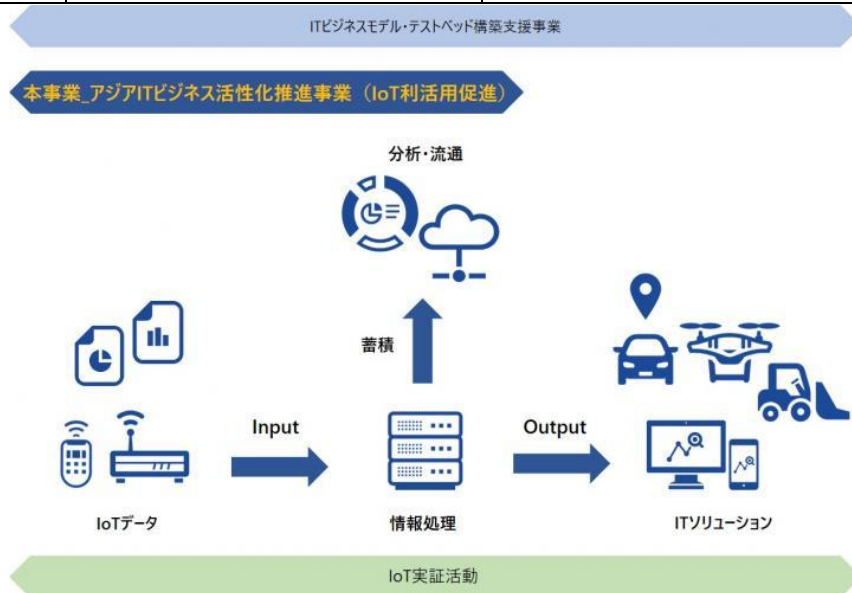 ITビジネスモデル・テストベッド構築支援事業
本事業_アジアITビジネス活性化推進事業（IoT利活用促進）
分析・流通
蓄積
Input
Output
IoTデータ
情報処理
ITソリューション
IoT実証活動